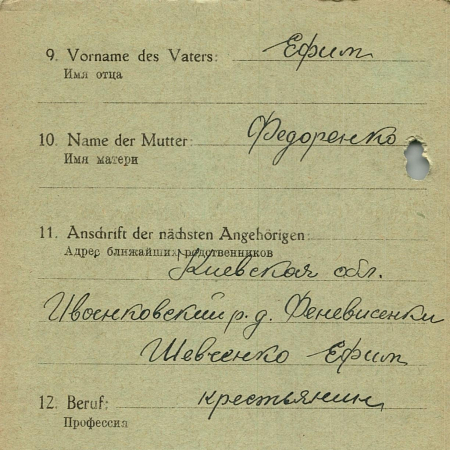 9. Vorname des Vaters: Ефим
Имя отца
10. Name der Mutter: Федоренко
Имя матери
11. Anschrift der nächsten Angehörigen:
Адрес ближайших родственников
Киевская обл.
Ивоенковский р. д. Феневисенки
Шевченко Ефим
12. Beruf: крестьянин
Профессия